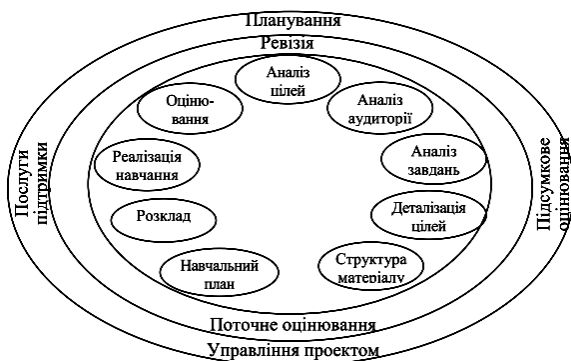 Планування
Ревізія
Аналіз
цілей
Аналіз
аудиторії
Аналіз
завдань
Деталізація
цілей
Структура
матеріалу
Навчальний
план
Розклад
Реалізація
навчання
Оціню-
вання
Послуги
підтримки
Підсумкове
оцінювання
Поточне оцінювання
Управління проектом